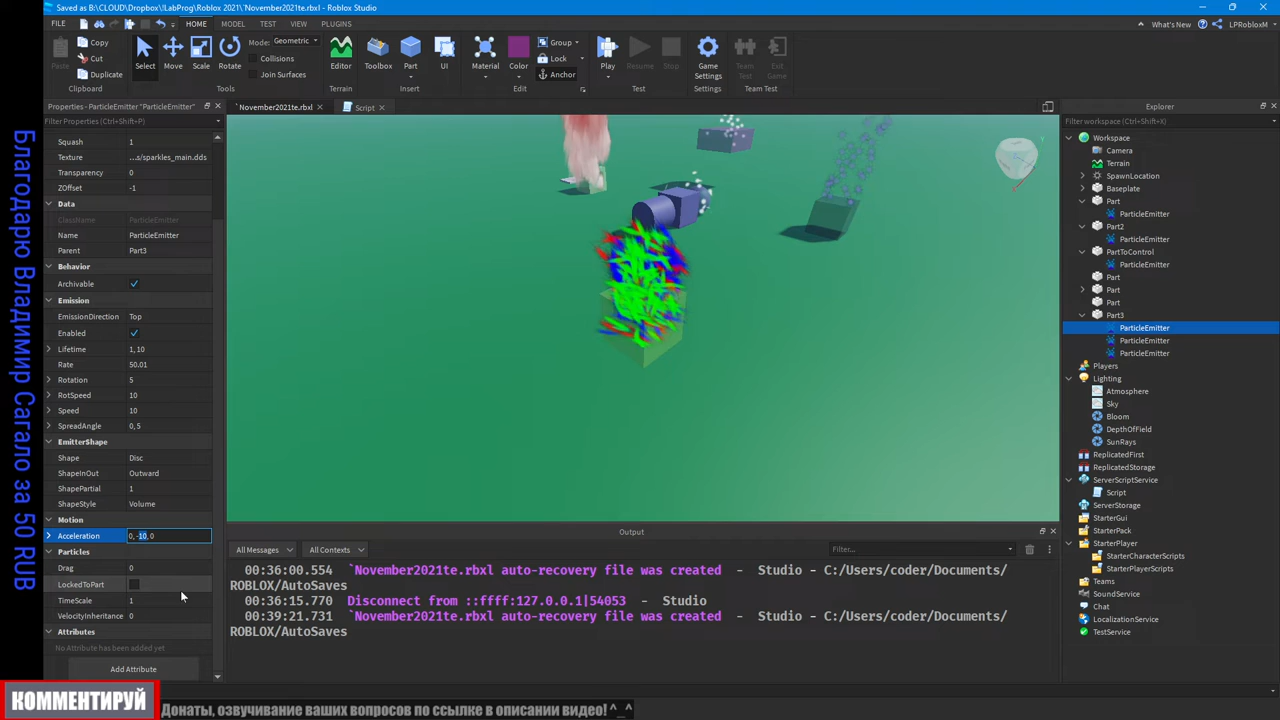 Saved as B:\CLOUD\Dropbox\!LabProg\Roblox 2021\`November2021te.rbxl - Roblox Studio
FILE HOME MODEL TEST VIEW PLUGINS What's New LPRobloxM
Paste Copy Cut Duplicate Clipboard
Select Move Scale Rotate Mode: Geometric Collisions Join Surfaces Tools
Editor Terrain
Toolbox Part UI Insert
Material Color Group Lock Anchor Edit
Play Resume Stop Test
Game Settings Settings
Team Test Exit Game Team Test
Properties - ParticleEmitter "ParticleEmitter"
Filter Properties (Ctrl+Shift+P)
Squash 1
Texture ...s/sparkles_main.dds
Transparency 0
ZOffset -1
Data
ClassName ParticleEmitter
Name ParticleEmitter
Parent Part3
Behavior
Archivable
Emission
EmissionDirection Top
Enabled
Lifetime 1, 10
Rate 50.01
Rotation 5
RotSpeed 10
Speed 10
SpreadAngle 0, 5
EmitterShape
Shape Disc
ShapeInOut Outward
ShapePartial 1
ShapeStyle Volume
Motion
Acceleration 0, -10, 0
Particles
Drag 0
LockedToPart
TimeScale 1
VelocityInheritance 0
Attributes
No Attribute has been added yet
Add Attribute
`November2021te.rbxl Script
Output
All Messages All Contexts Filter...
00:36:00.554 `November2021te.rbxl auto-recovery file was created - Studio - C:/Users/coder/Documents/
ROBLOX/AutoSaves
00:36:15.770 Disconnect from ::ffff:127.0.0.1|54053 - Studio
00:39:21.731 `November2021te.rbxl auto-recovery file was created - Studio - C:/Users/coder/Documents/
ROBLOX/AutoSaves
Explorer
Filter workspace (Ctrl+Shift+X)
Workspace
Camera
Terrain
SpawnLocation
Baseplate
Part
ParticleEmitter
Part2
ParticleEmitter
PartToControl
ParticleEmitter
Part
Part
Part
Part3
ParticleEmitter
ParticleEmitter
ParticleEmitter
Players
Lighting
Atmosphere
Sky
Bloom
DepthOfField
SunRays
ReplicatedFirst
ReplicatedStorage
ServerScriptService
Script
ServerStorage
StarterGui
StarterPack
StarterPlayer
StarterCharacterScripts
StarterPlayerScripts
Teams
SoundService
Chat
LocalizationService
TestService
Благодарю Владимир Сагало за 50 RUB
КОММЕНТИРУЙ
Донаты, озвучивание ваших вопросов по ссылке в описании видео! ^_^